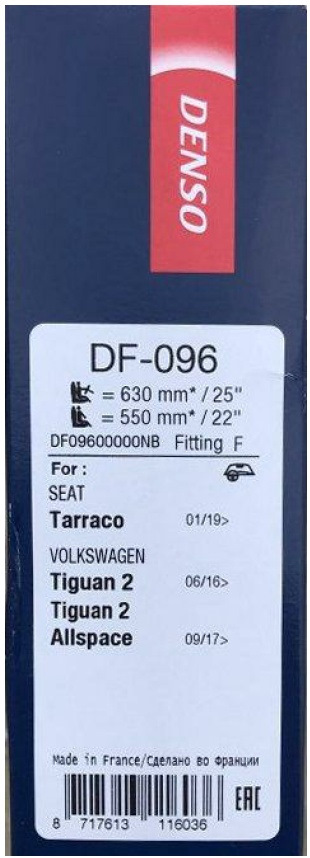 DENSO
DF-096
= 630 mm* / 25"
= 550 mm* / 22"
DF09600000NB Fitting F
For :
SEAT
Tarraco 01/19>
VOLKSWAGEN
Tiguan 2 06/16>
Tiguan 2
Allspace 09/17>
Made in France/Сделано во Франции
EAC
8 717613 116036